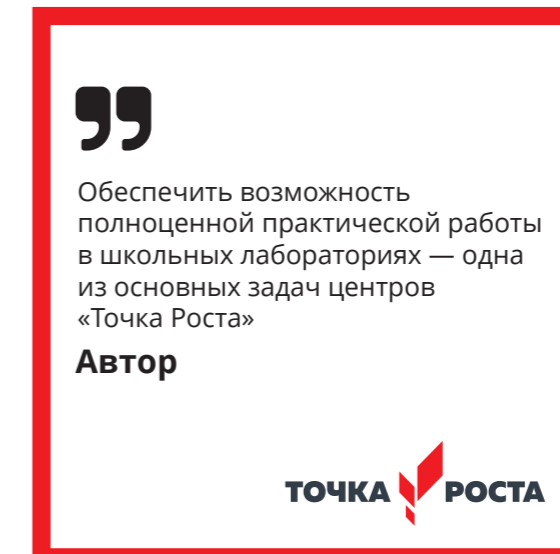 Обеспечить возможность
полноценной практической работы
в школьных лабораториях — одна
из основных задач центров
«Точка Роста»
Автор
ТОЧКА РОСТА